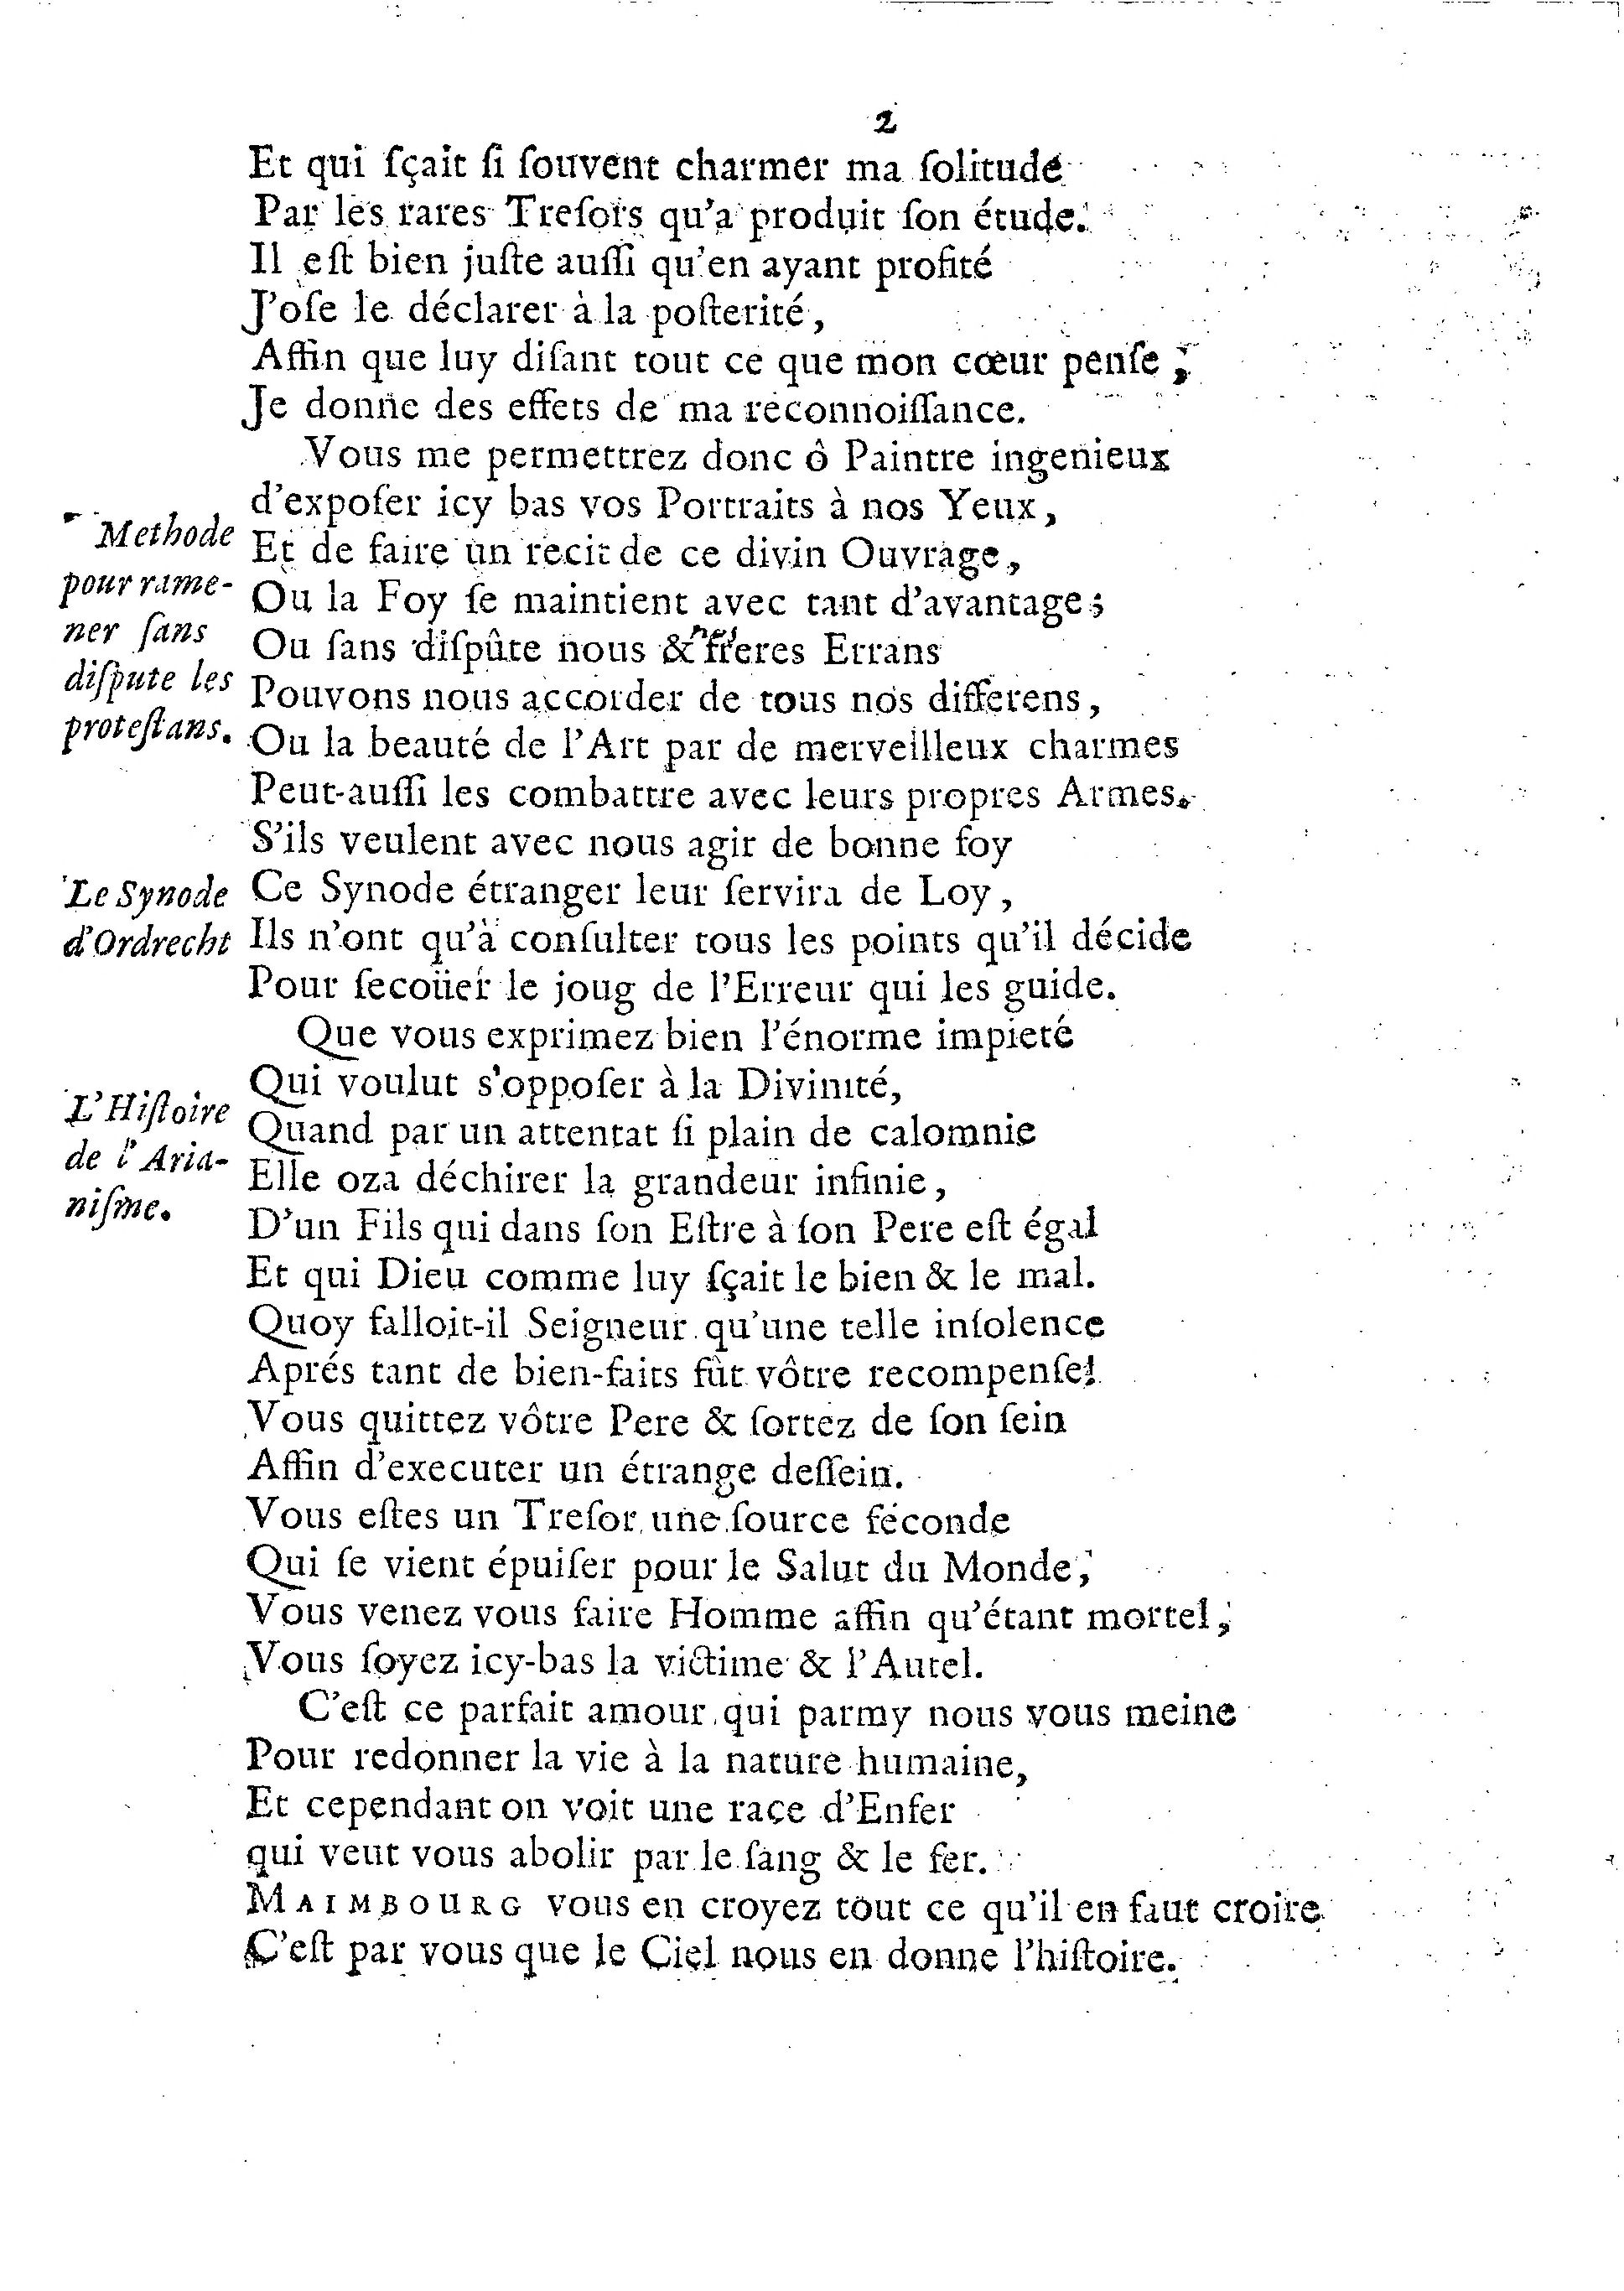 2
Et qui ſçait ſi ſouvent charmer ma ſolitude
Par les rares Treſors qu'a produit ſon étude.
Il eſt bien juſte auſſi qu'en ayant profité
J'oſe le déclarer à la poſterité,
Affin que luy diſant tout ce que mon cœur penſe,
Je donne des effets de ma reconnoiſſance.
Vous me permettrez donc ô Paintre ingenieux
d'expoſer icy bas vos Portraits à nos Yeux,
Et de faire un recit de ce divin Ouvrage,
Ou la Foy ſe maintient avec tant d'avantage;
Ou ſans diſpûte nous & nos freres Errans
Pouvons nous accorder de tous nos differens,
Ou la beauté de l'Art par de merveilleux charmes
Peut-auſſi les combattre avec leurs propres Armes.
Methode
pour rame-
ner ſans
diſpute les
proteſtans.
S'ils veulent avec nous agir de bonne foy
Ce Synode étranger leur ſervira de Loy,
Ils n'ont qu'à conſulter tous les points qu'il décide
Pour ſecoüer le joug de l'Erreur qui les guide.
Le Synode
d'Ordrecht
Que vous exprimez bien l'énorme impieté
Qui voulut s'oppoſer à la Divinité,
Quand par un attentat ſi plain de calomnie
Elle oza déchirer la grandeur infinie,
D'un Fils qui dans ſon Eſtre à ſon Pere eſt égal
Et qui Dieu comme luy ſçait le bien & le mal.
L'Hiſtoire
de l'Aria-
niſme.
Quoy falloit-il Seigneur qu'une telle inſolence
Aprés tant de bien-faits fût vôtre recompenſe!
Vous quittez vôtre Pere & ſortez de ſon ſein
Affin d'executer un étrange deſſein.
Vous eſtes un Treſor une ſource féconde
Qui ſe vient épuiſer pour le Salut du Monde,
Vous venez vous faire Homme affin qu'étant mortel,
Vous ſoyez icy-bas la victime & l'Autel.
C'eſt ce parfait amour qui parmy nous vous meine
Pour redonner la vie à la nature humaine,
Et cependant on voit une race d'Enfer
qui veut vous abolir par le ſang & le fer.
MAIMBOURG vous en croyez tout ce qu'il en faut croire
C'eſt par vous que le Ciel nous en donne l'hiſtoire.